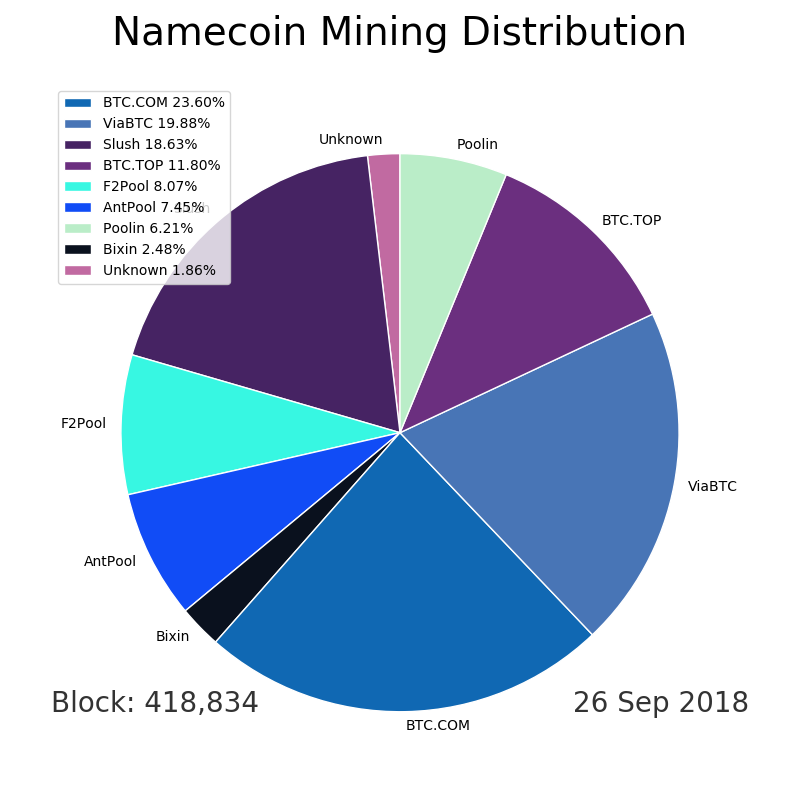 Namecoin Mining Distribution
BTC.COM 23.60%
ViaBTC 19.88%
Slush 18.63%
BTC.TOP 11.80%
F2Pool 8.07%
AntPool 7.45%
Poolin 6.21%
Bixin 2.48%
Unknown 1.86%
Unknown
Poolin
BTC.TOP
Slush
F2Pool
ViaBTC
AntPool
Bixin
Block: 418,834
26 Sep 2018
BTC.COM